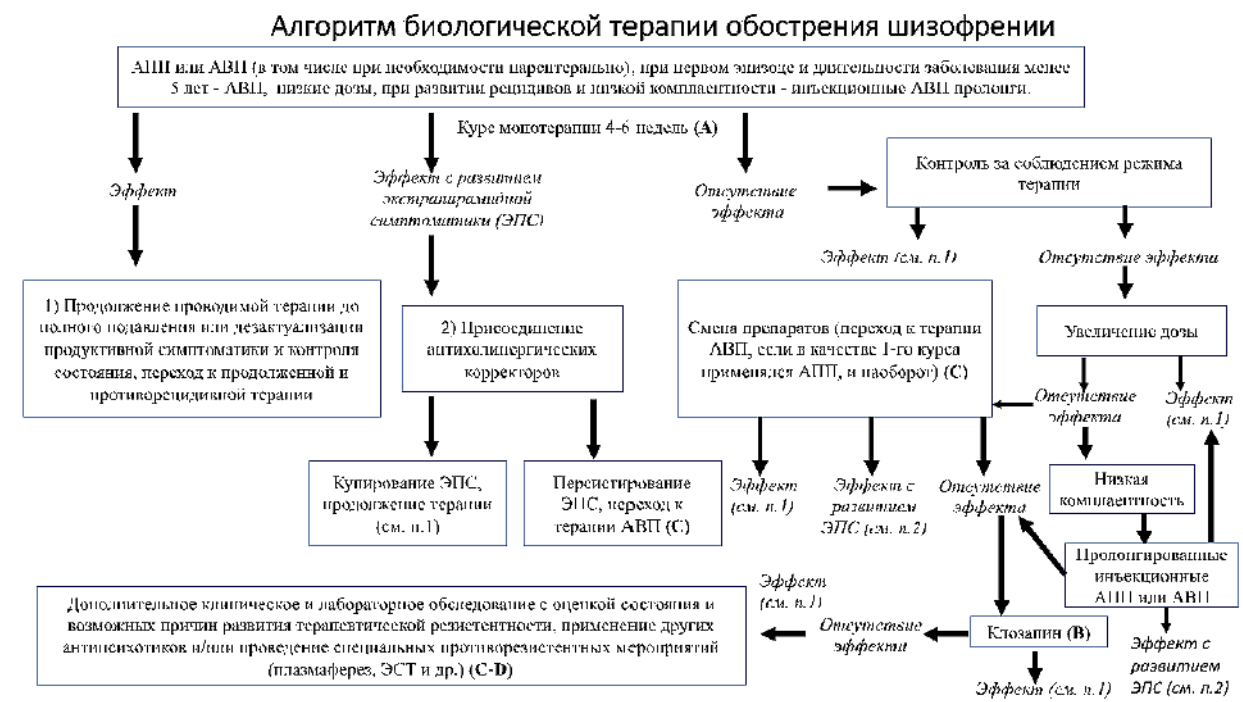 Алгоритм биологической терапии обострения шизофрении
АПП или АВП (в том числе при необходимости парентерально), при первом эпизоде и длительности заболевания менее
5 лет - АВП, низкие дозы, при развитии рецидивов и низкой комплаентности - инъекционные АВП пролонги.
Курс монотерапии 4-6 недель (A)
Эффект
Эффект с развитием
экстрапирамидной
симптоматики (ЭПС)
Отсутствие
эффекта
Контроль за соблюдением режима
терапии
Эффект (см. п.1)
Отсутствие эффекта
1) Продолжение проводимой терапии до
полного подавления или дезактуализации
продуктивной симптоматики и контроля
состояния, переход к продолженной и
противорецидивной терапии
2) Присоединение
антихолинергических
корректоров
Смена препаратов (переход к терапии
АВП, если в качестве 1-го курса
применялся АПП, и наоборот) (C)
Увеличение дозы
Отсутствие
эффекта
Эффект
(см. п.1)
Купирование ЭПС,
продолжение терапии
(см. п.1)
Персистирование
ЭПС, переход к
терапии АВП (C)
Эффект
(см. п.1)
Эффект с
развитием
ЭПС (см. п.2)
Отсутствие
эффекта
Низкая
комплаентность
Пролонгированные
инъекционные
АПП или АВП
Эффект
(см. п.1)
Дополнительное клиническое и лабораторное обследование с оценкой состояния и
возможных причин развития терапевтической резистентности, применение других
антипсихотиков и/или проведение специальных противорезистентных мероприятий
(плазмаферез, ЭСТ и др.) (C-D)
Отсутствие
эффекта
Клозапин (B)
Эффект (см. п.1)
Эффект с
развитием
ЭПС (см. п.2)